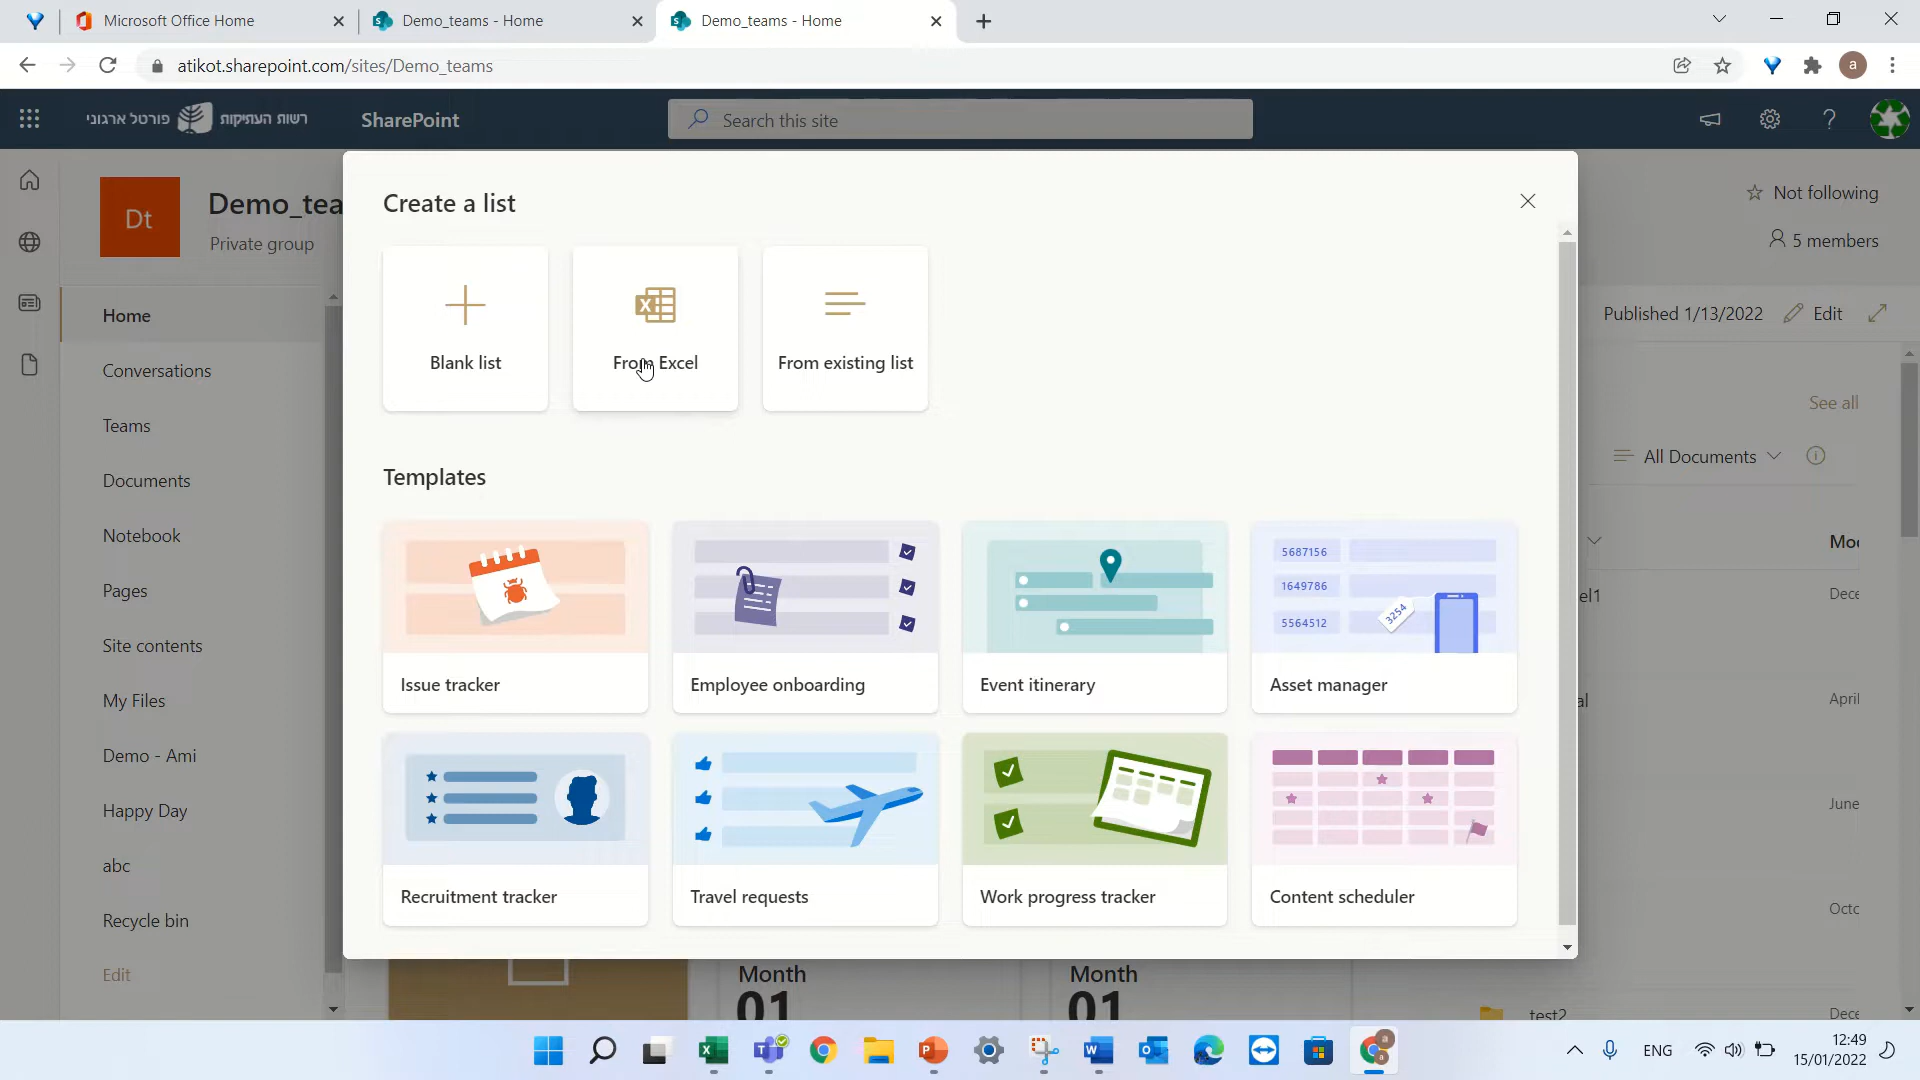 Microsoft Office Home
Demo_teams - Home
Demo_teams - Home
atikot.sharepoint.com/sites/Demo_teams
a
פורטל ארגוני
רשות העתיקות
SharePoint
Search this site
?
Dt
Demo_tea
Private group
Not following
5 members
Home
Conversations
Teams
Documents
Notebook
Pages
Site contents
My Files
Demo - Ami
Happy Day
abc
Recycle bin
Edit
Published 1/13/2022
Edit
See all
All Documents
Mo
el1
Dece
al
April
June
Octc
test2
Dece
Create a list
Blank list
From Excel
From existing list
Templates
5687156
1649786
5564512
3254
Issue tracker
Employee onboarding
Event itinerary
Asset manager
Recruitment tracker
Travel requests
Work progress tracker
Content scheduler
Month
01
Month
01
ENG
12:49
15/01/2022